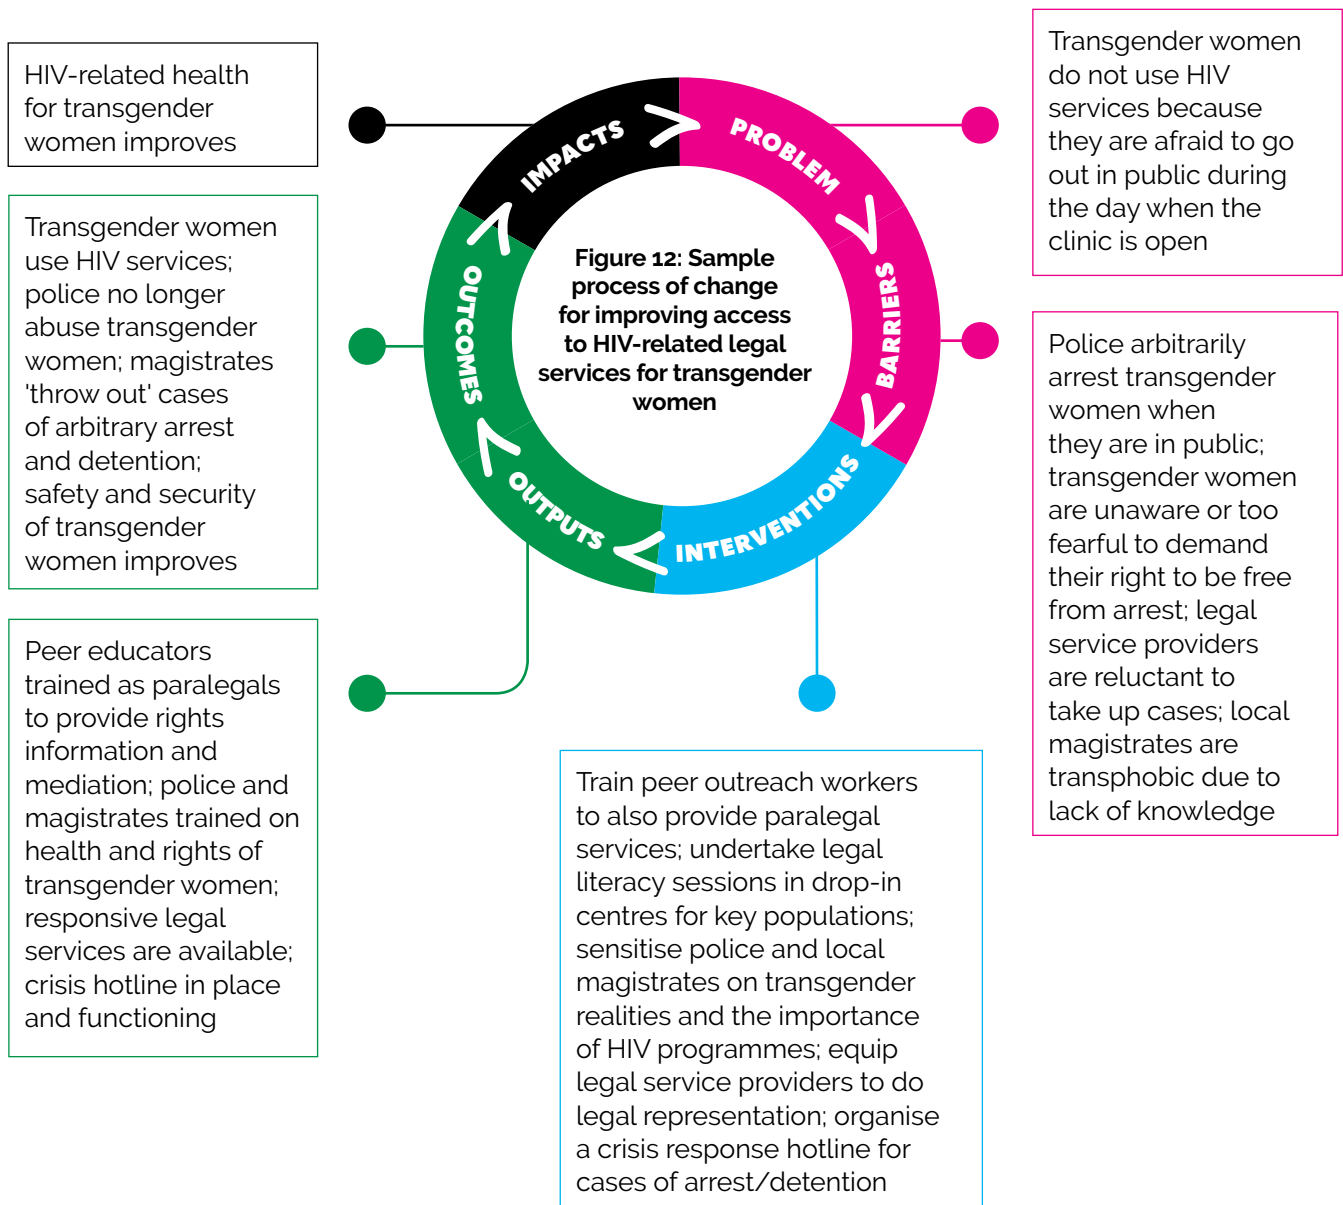 Figure 12: Sample
process of change
for improving access
to HIV-related legal
services for transgender
women
PROBLEM
Transgender women
do not use HIV
services because
they are afraid to go
out in public during
the day when the
clinic is open
BARRIERS
Police arbitrarily
arrest transgender
women when
they are in public;
transgender women
are unaware or too
fearful to demand
their right to be free
from arrest; legal
service providers
are reluctant to
take up cases; local
magistrates are
transphobic due to
lack of knowledge
INTERVENTIONS
Train peer outreach workers
to also provide paralegal
services; undertake legal
literacy sessions in drop-in
centres for key populations;
sensitise police and local
magistrates on transgender
realities and the importance
of HIV programmes; equip
legal service providers to do
legal representation; organise
a crisis response hotline for
cases of arrest/detention
OUTPUTS
Peer educators
trained as paralegals
to provide rights
information and
mediation; police and
magistrates trained on
health and rights of
transgender women;
responsive legal
services are available;
crisis hotline in place
and functioning
OUTCOMES
Transgender women
use HIV services;
police no longer
abuse transgender
women; magistrates
'throw out' cases
of arbitrary arrest
and detention;
safety and security
of transgender
women improves
IMPACTS
HIV-related health
for transgender
women improves